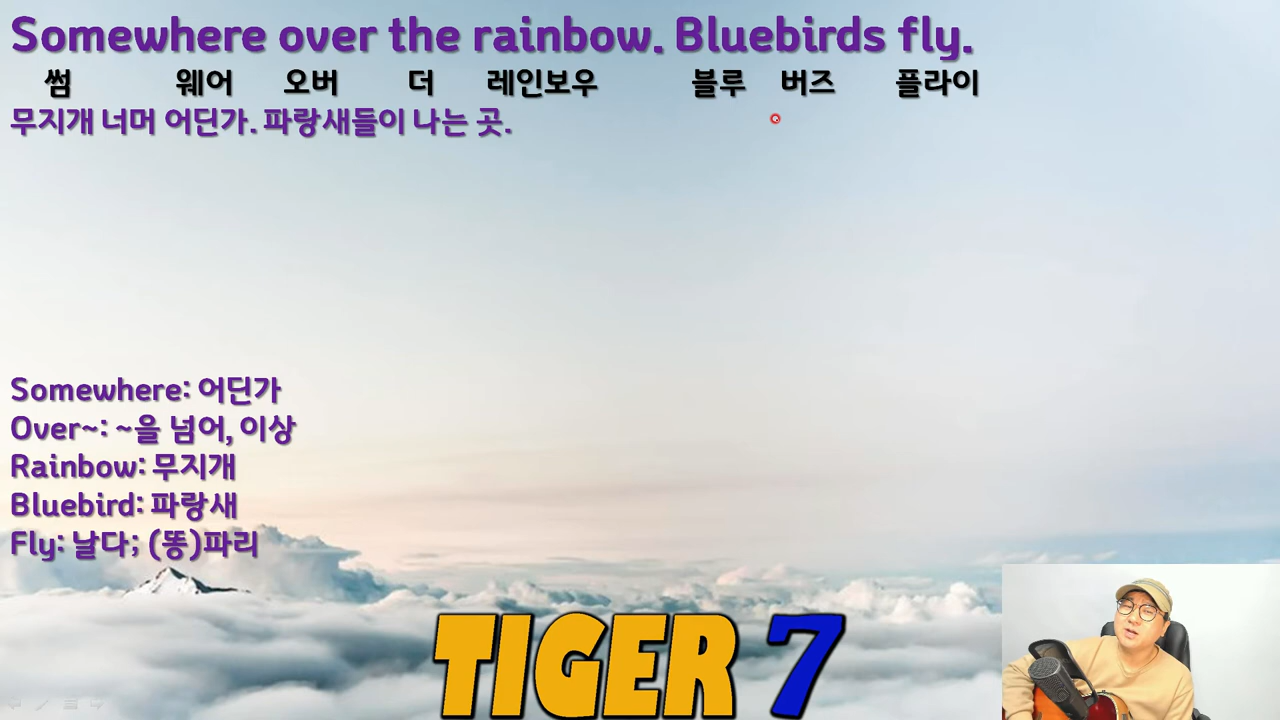 Somewhere over the rainbow. Bluebirds fly.
썸 웨어 오버 더 레인보우 블루 버즈 플라이
무지개 너머 어딘가. 파랑새들이 나는 곳.
Somewhere: 어딘가
Over~: ~을 넘어, 이상
Rainbow: 무지개
Bluebird: 파랑새
Fly: 날다; (똥)파리
TIGER 7